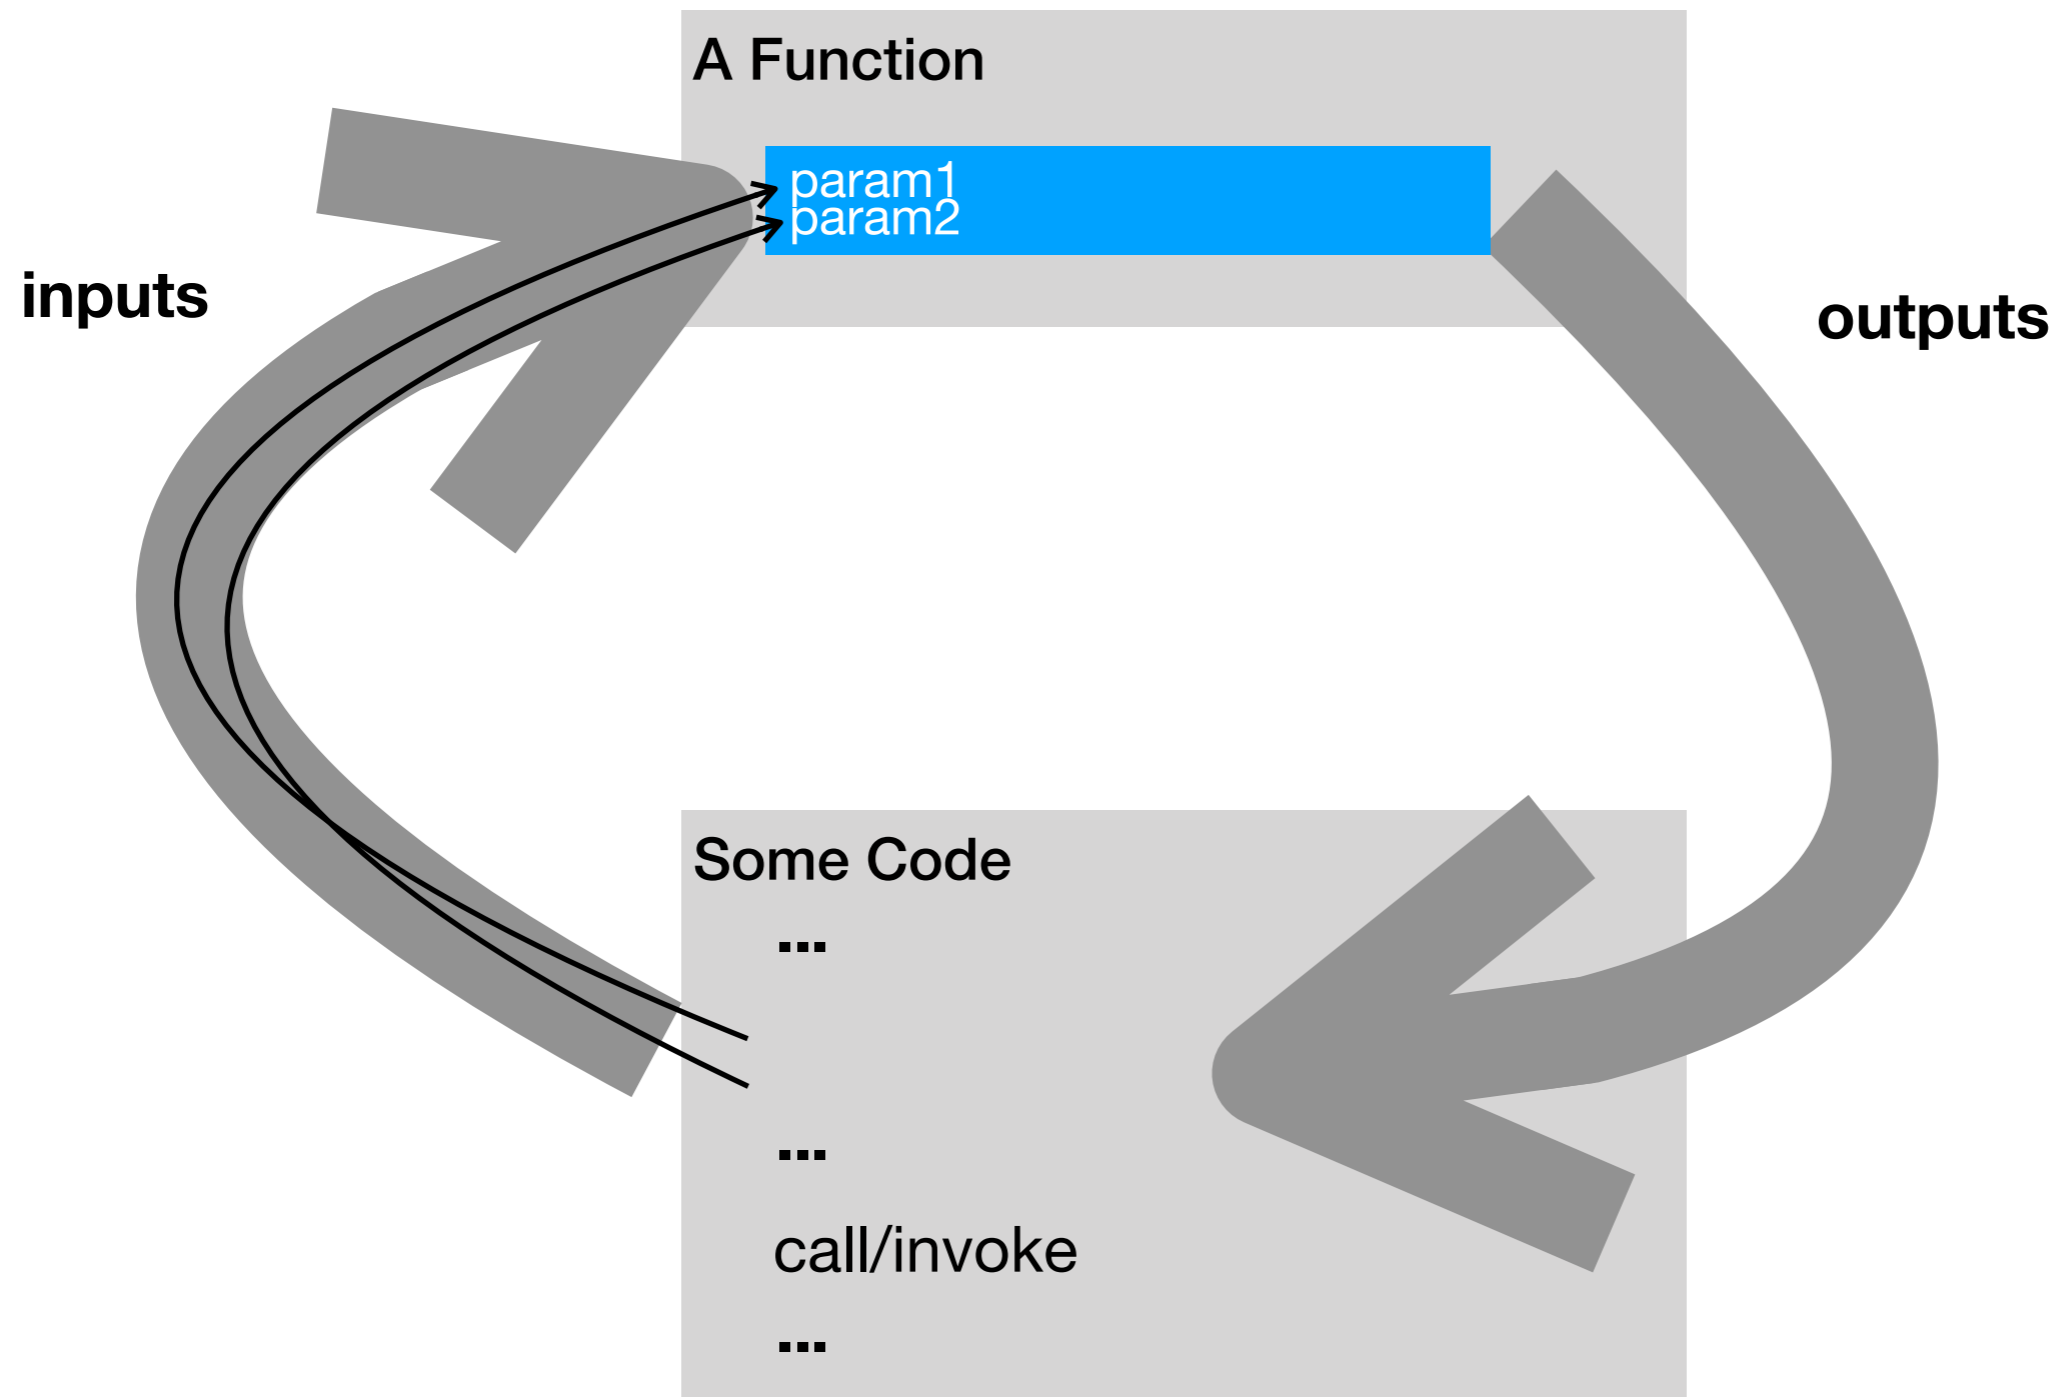 A Function
param1
param2
inputs
outputs
Some Code
...
...
call/invoke
...